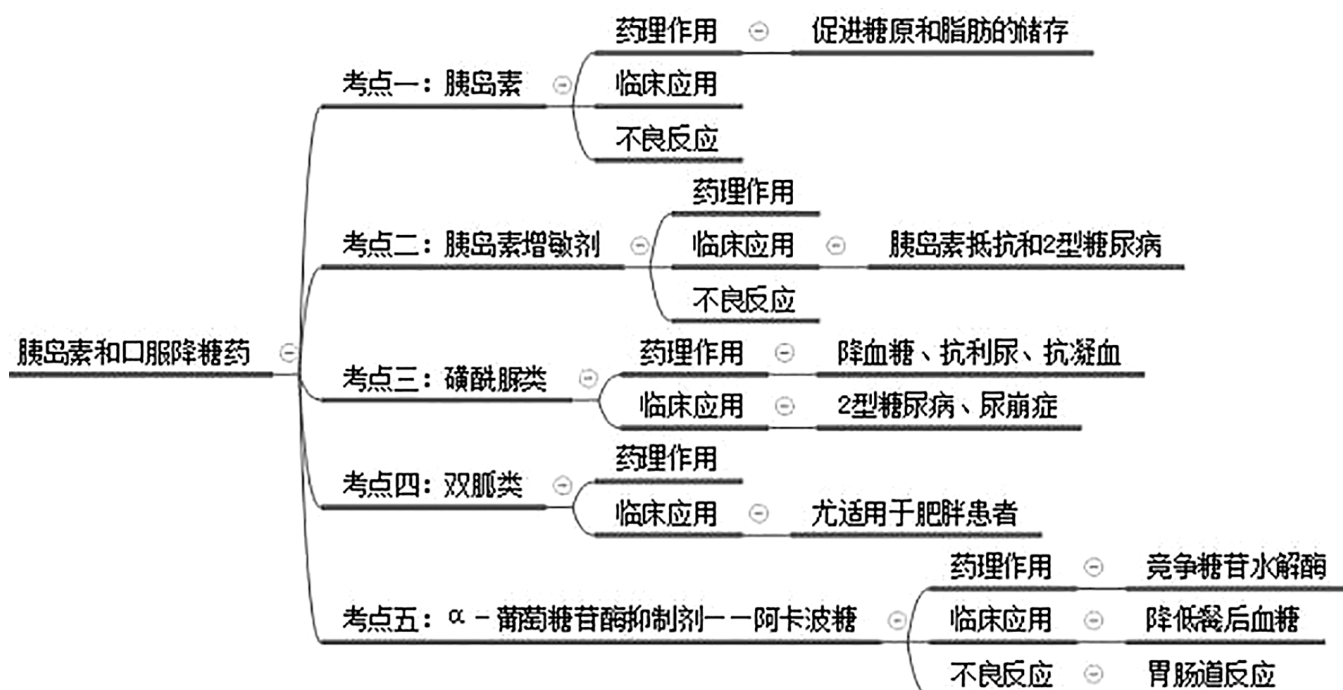 胰岛素和口服降糖药
考点一：胰岛素
药理作用
促进糖原和脂肪的储存
临床应用
不良反应
考点二：胰岛素增敏剂
药理作用
临床应用
胰岛素抵抗和2型糖尿病
不良反应
考点三：磺酰脲类
药理作用
降血糖、抗利尿、抗凝血
临床应用
2型糖尿病、尿崩症
考点四：双胍类
药理作用
临床应用
尤适用于肥胖患者
考点五：α－葡萄糖苷酶抑制剂——阿卡波糖
药理作用
竞争糖苷水解酶
临床应用
降低餐后血糖
不良反应
胃肠道反应